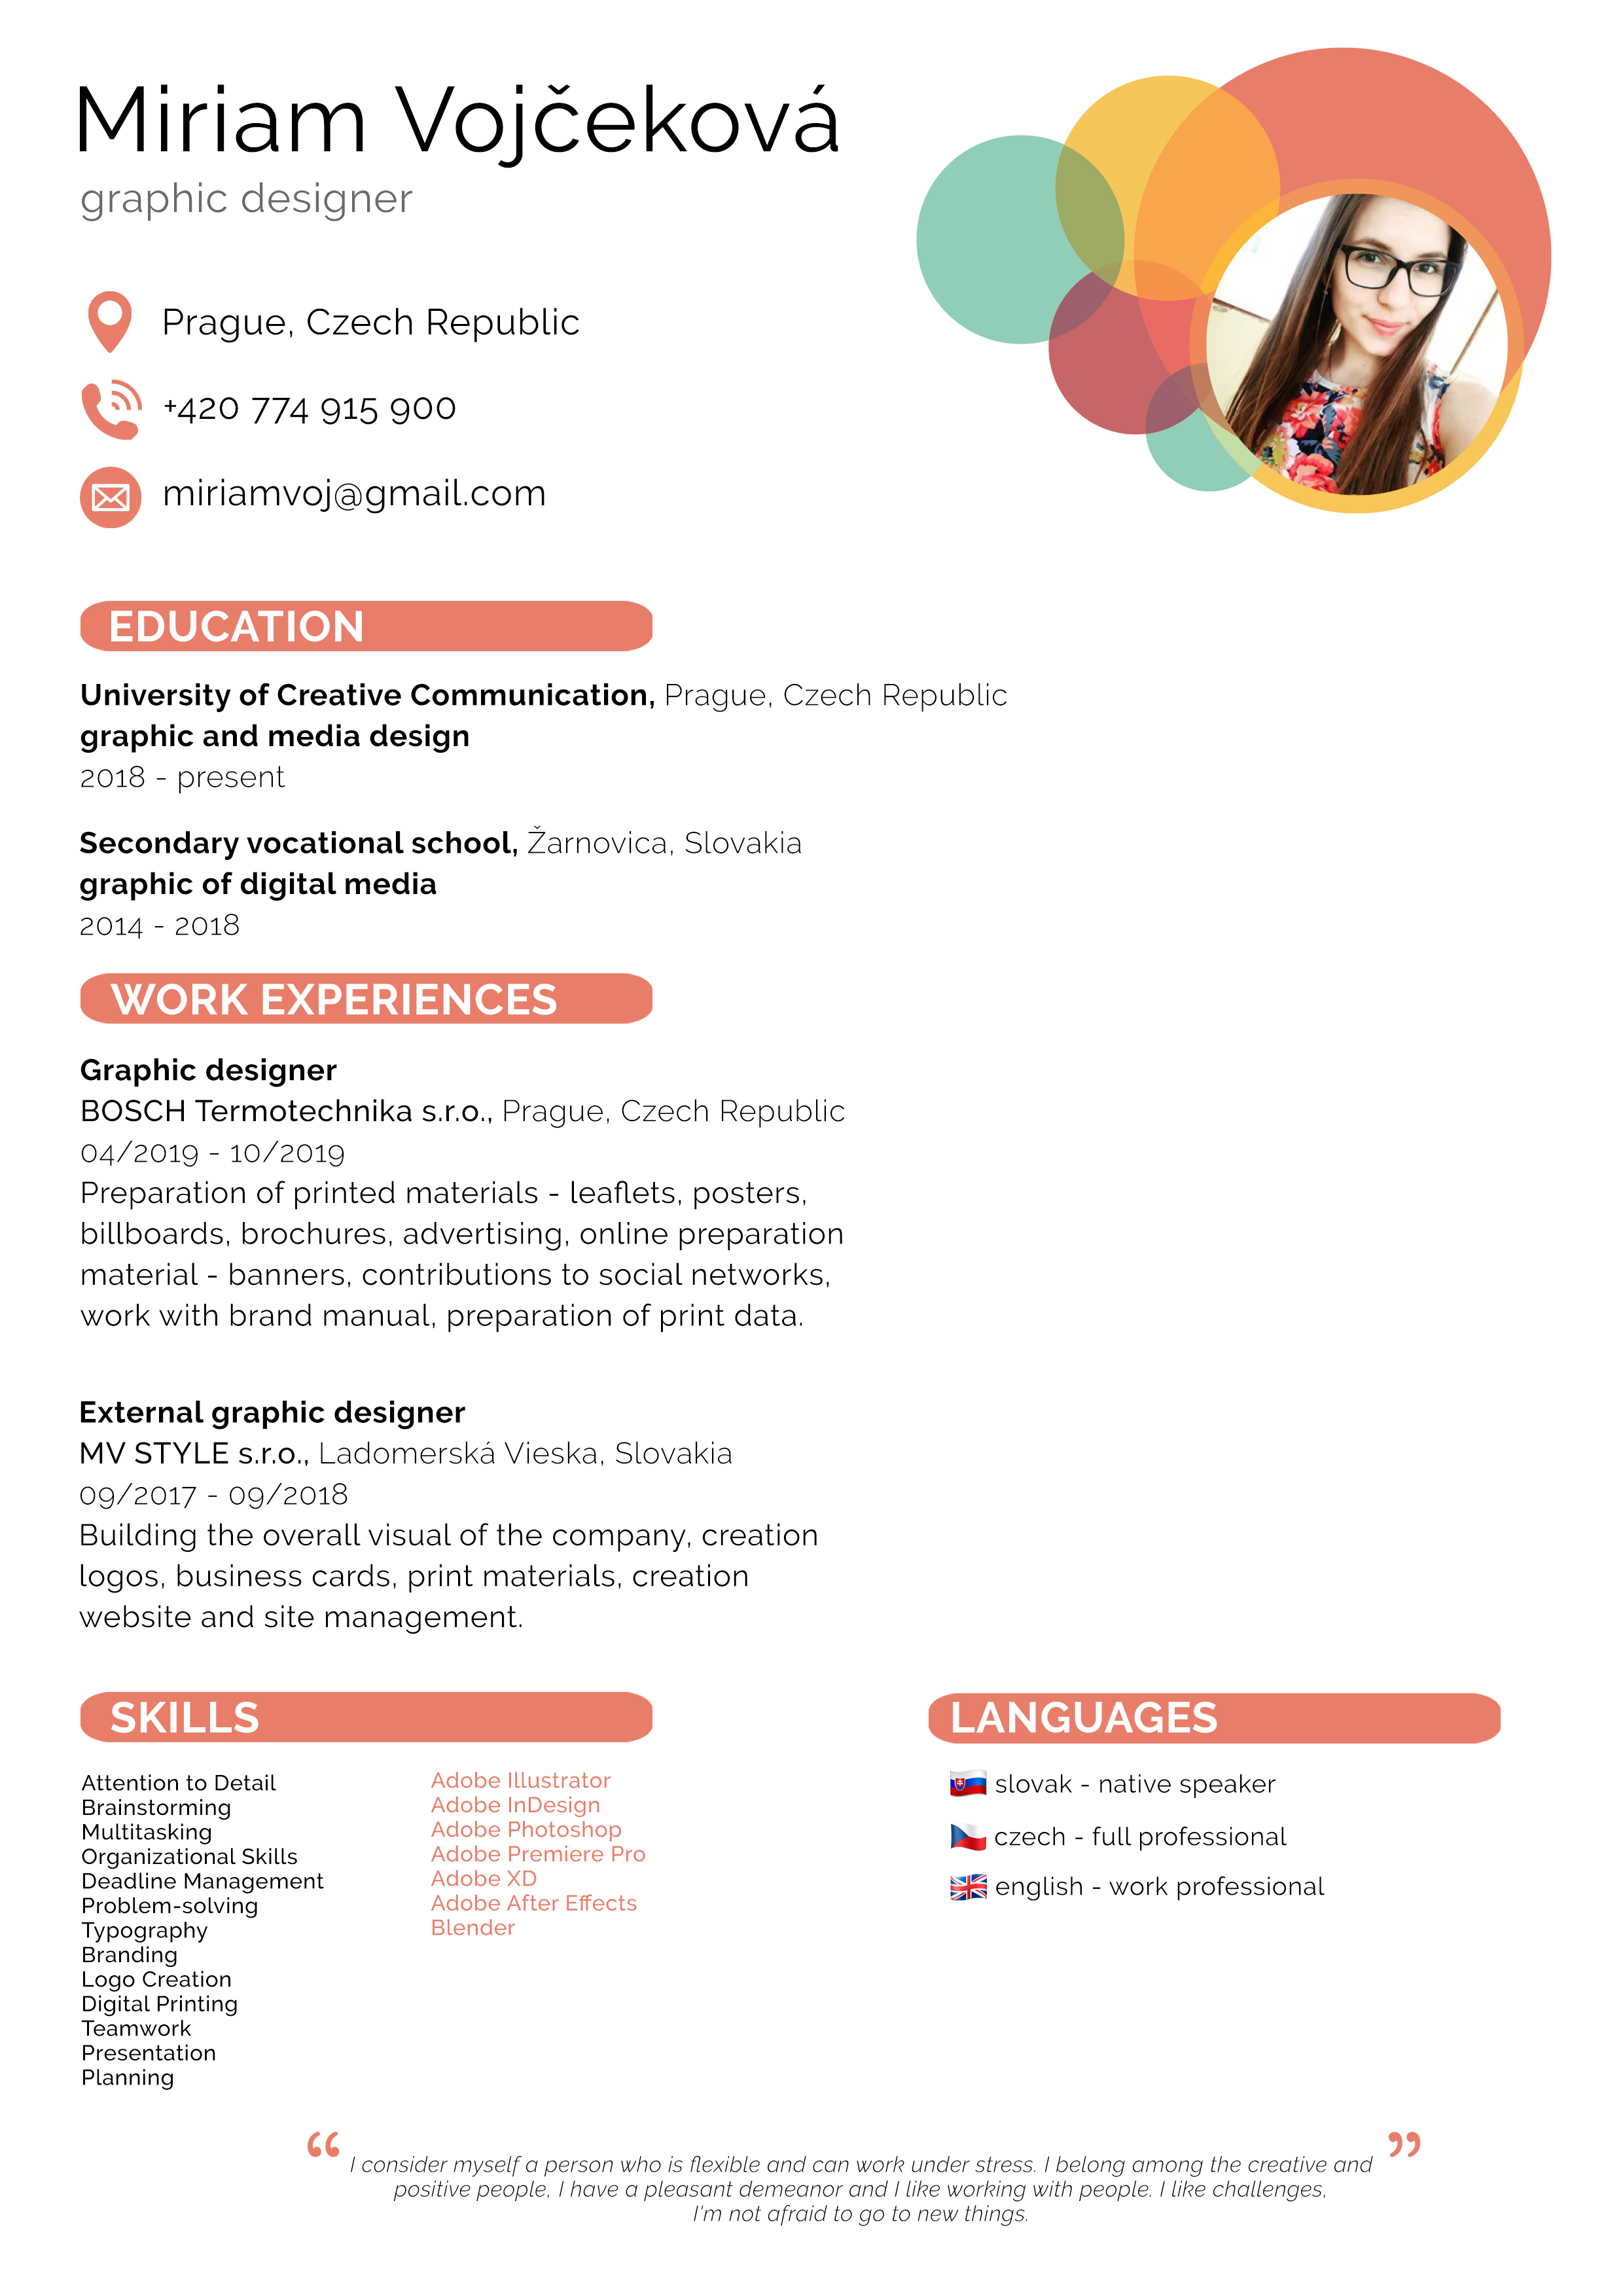 Miriam Vojčeková
graphic designer
Prague, Czech Republic
+420 774 915 900
miriamvoj@gmail.com
EDUCATION
University of Creative Communication, Prague, Czech Republic
graphic and media design
2018 - present
Secondary vocational school, Žarnovica, Slovakia
graphic of digital media
2014 - 2018
WORK EXPERIENCES
Graphic designer
BOSCH Termotechnika s.r.o., Prague, Czech Republic
04/2019 - 10/2019
Preparation of printed materials - leaflets, posters,
billboards, brochures, advertising, online preparation
material - banners, contributions to social networks,
work with brand manual, preparation of print data.
External graphic designer
MV STYLE s.r.o., Ladomerská Vieska, Slovakia
09/2017 - 09/2018
Building the overall visual of the company, creation
logos, business cards, print materials, creation
website and site management.
SKILLS
Attention to Detail
Brainstorming
Multitasking
Organizational Skills
Deadline Management
Problem-solving
Typography
Branding
Logo Creation
Digital Printing
Teamwork
Presentation
Planning
Adobe Illustrator
Adobe InDesign
Adobe Photoshop
Adobe Premiere Pro
Adobe XD
Adobe After Effects
Blender
LANGUAGES
slovak - native speaker
czech - full professional
english - work professional
“ I consider myself a person who is flexible and can work under stress. I belong among the creative and ”
positive people, I have a pleasant demeanor and I like working with people. I like challenges,
I'm not afraid to go to new things.